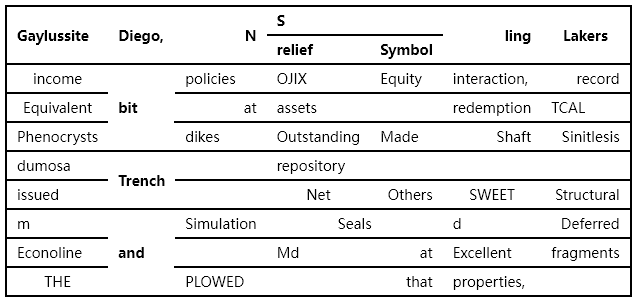 S
Gaylussite Diego, N ling Lakers
relief Symbol
income policies OJIX Equity interaction, record
Equivalent bit at assets redemption TCAL
Phenocrysts dikes Outstanding Made Shaft Sinitlesis
dumosa repository
Trench
issued Net Others SWEET Structural
m Simulation Seals d Deferred
Econoline and Md at Excellent fragments
THE PLOWED that properties,